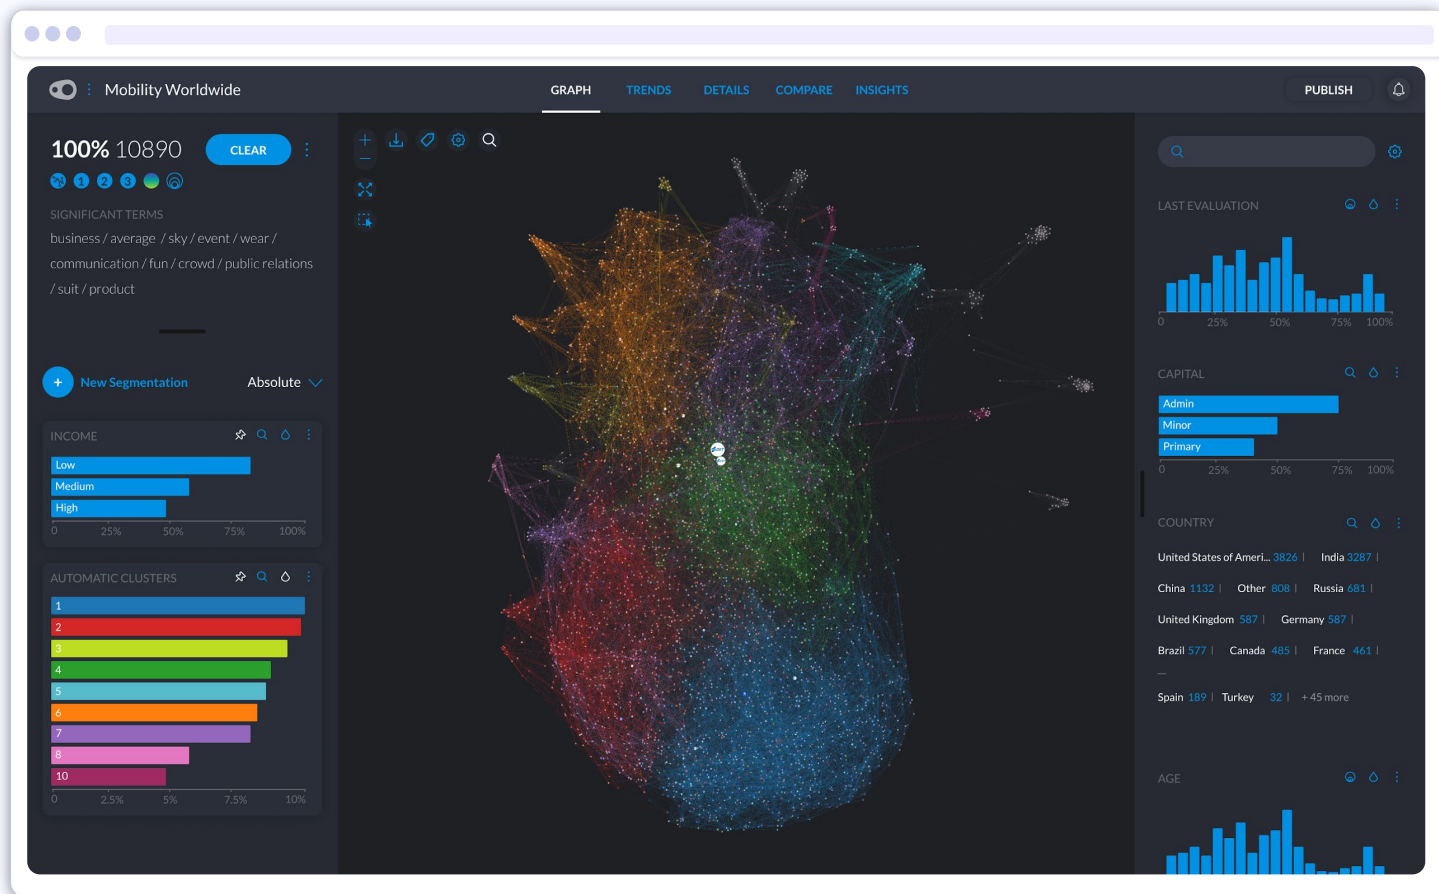 Mobility Worldwide
GRAPH TRENDS DETAILS COMPARE INSIGHTS
PUBLISH
100% 10890 CLEAR
1 2 3
SIGNIFICANT TERMS
business / average / sky / event / wear /
communication / fun / crowd / public relations
/ suit / product
+ New Segmentation Absolute
INCOME
Low
Medium
High
0 25% 50% 75% 100%
AUTOMATIC CLUSTERS
1
2
3
4
5
6
7
8
10
0 2.5% 5% 7.5% 10%
LAST EVALUATION
0 25% 50% 75% 100%
CAPITAL
Admin
Minor
Primary
0 25% 50% 75% 100%
COUNTRY
United States of Ameri... 3826 | India 3287 |
China 1132 | Other 808 | Russia 681 |
United Kingdom 587 | Germany 587 |
Brazil 577 | Canada 485 | France 461 |
—
Spain 189 | Turkey 32 | + 45 more
AGE